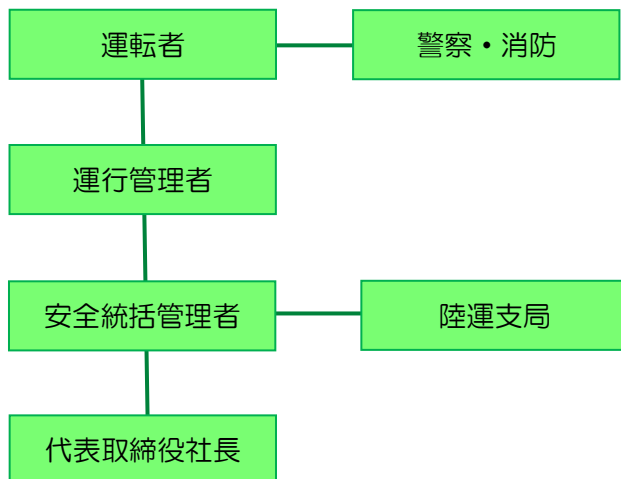 運転者
警察・消防
運行管理者
安全統括管理者
陸運支局
代表取締役社長